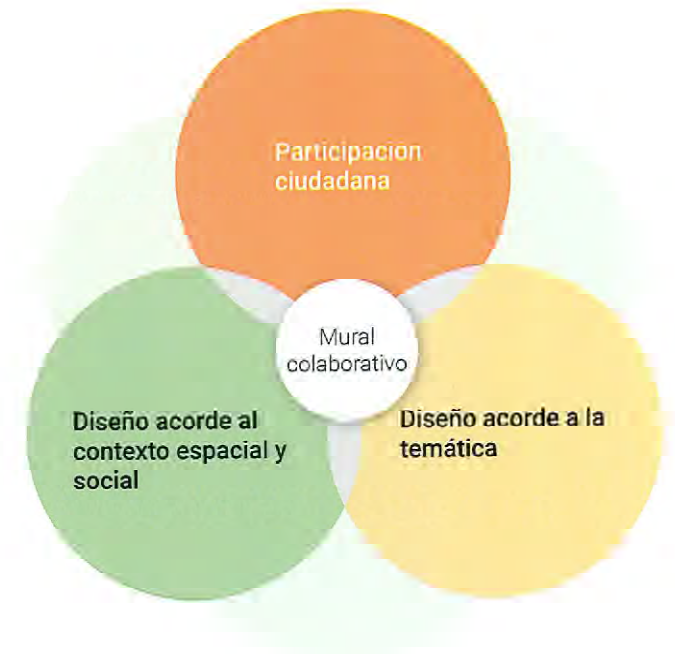 Participacion
ciudadana
Mural
colaborativo
Diseño acorde al
contexto espacial y
social
Diseño acorde a la
temática